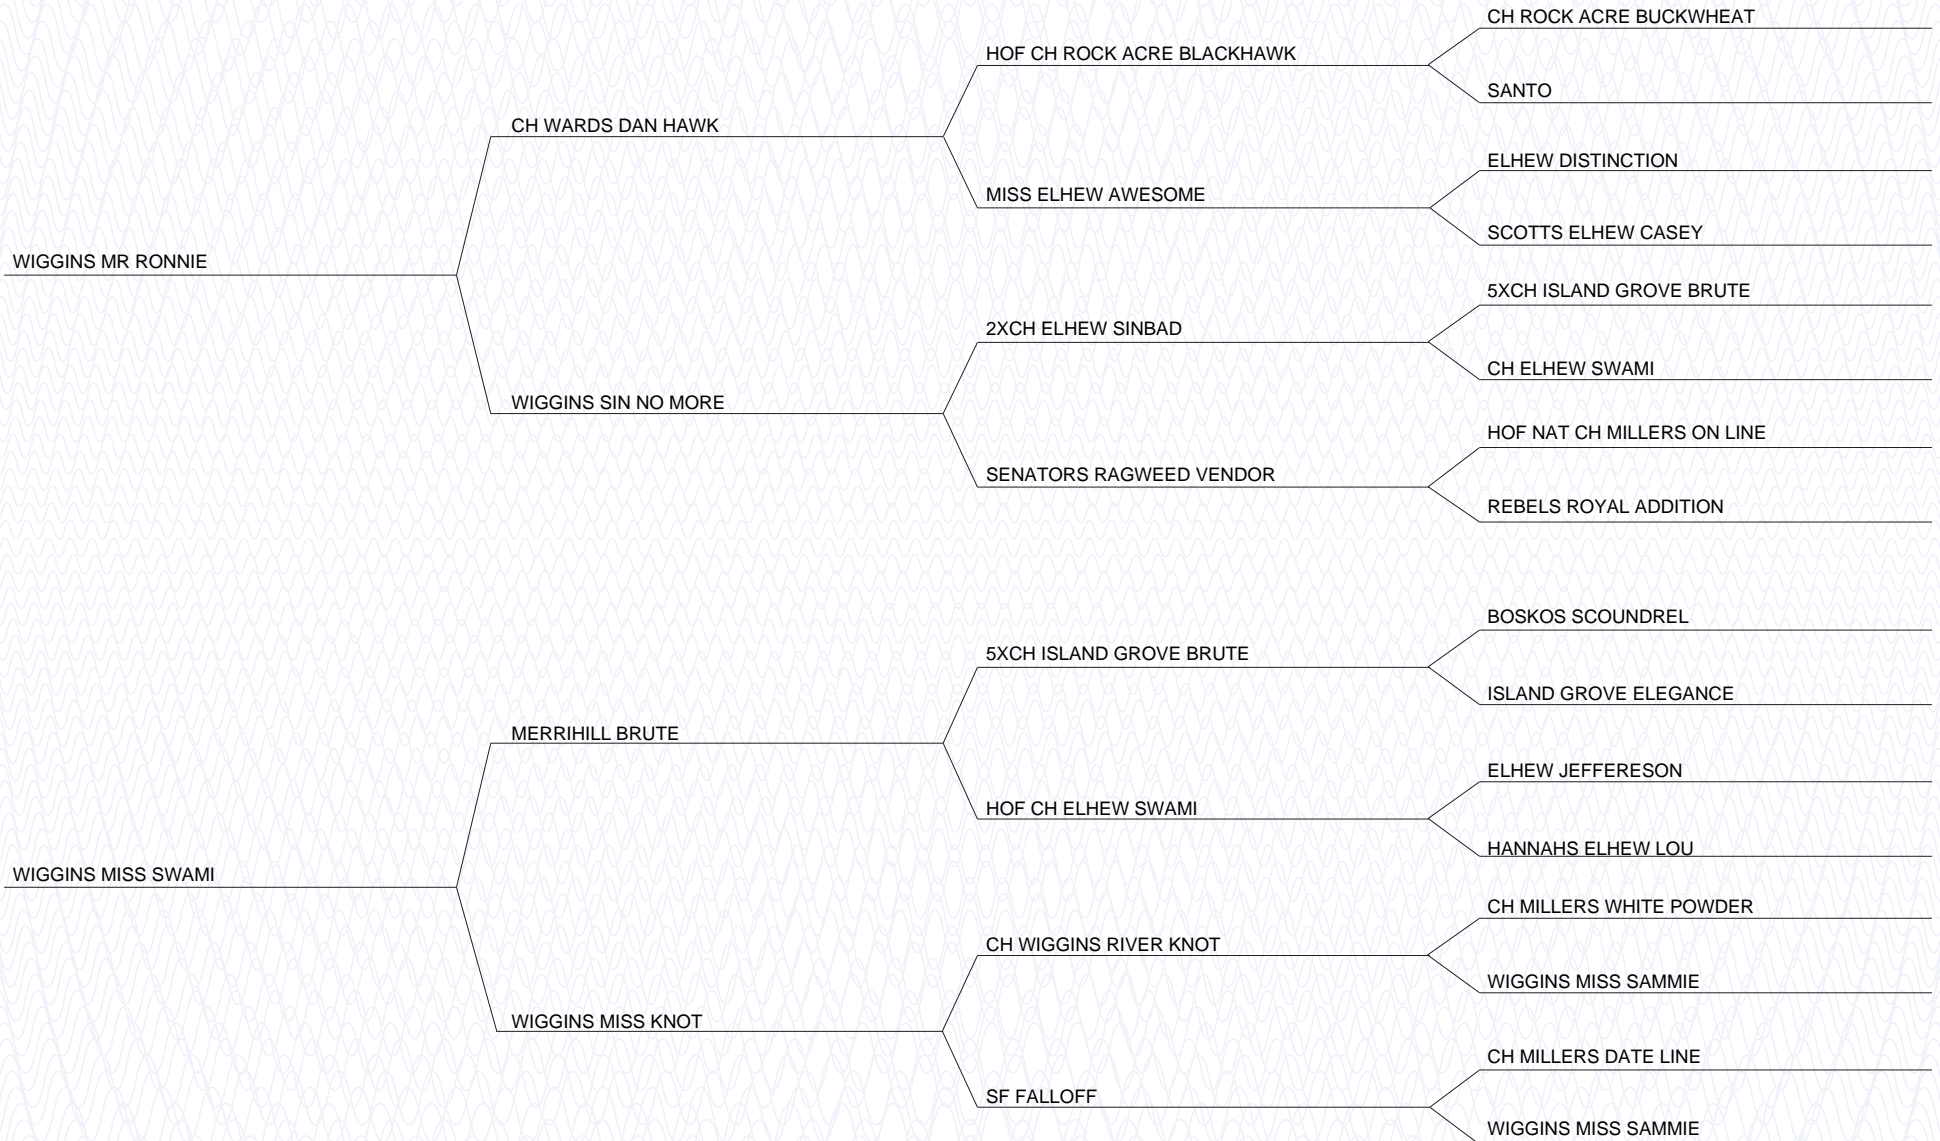 CH ROCK ACRE BUCKWHEAT
HOF CH ROCK ACRE BLACKHAWK
SANTO
CH WARDS DAN HAWK
ELHEW DISTINCTION
MISS ELHEW AWESOME
SCOTTS ELHEW CASEY
WIGGINS MR RONNIE
5XCH ISLAND GROVE BRUTE
2XCH ELHEW SINBAD
CH ELHEW SWAMI
WIGGINS SIN NO MORE
HOF NAT CH MILLERS ON LINE
SENATORS RAGWEED VENDOR
REBELS ROYAL ADDITION
BOSKOS SCOUNDREL
5XCH ISLAND GROVE BRUTE
ISLAND GROVE ELEGANCE
MERRIHILL BRUTE
ELHEW JEFFERESON
HOF CH ELHEW SWAMI
HANNAHS ELHEW LOU
WIGGINS MISS SWAMI
CH MILLERS WHITE POWDER
CH WIGGINS RIVER KNOT
WIGGINS MISS SAMMIE
WIGGINS MISS KNOT
CH MILLERS DATE LINE
SF FALLOFF
WIGGINS MISS SAMMIE